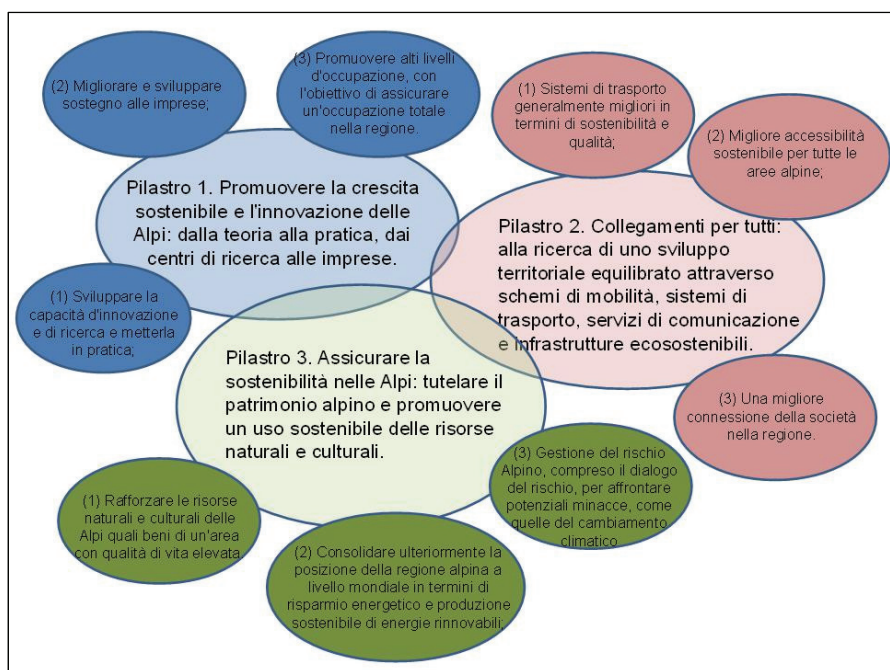 (2) Migliorare e sviluppare
sostegno alle imprese;
(3) Promuovere alti livelli
d'occupazione, con
l'obiettivo di assicurare
un'occupazione totale
nella regione.
Pilastro 1. Promuovere la crescita
sostenibile e l'innovazione delle
Alpi: dalla teoria alla pratica, dai
centri di ricerca alle imprese.
(1) Sviluppare la
capacità d'innovazione
e di ricerca e metterla
in pratica;
(1) Sistemi di trasporto
generalmente migliori in
termini di sostenibilità e
qualità;
(2) Migliore accessibilità
sostenibile per tutte le
aree alpine;
Pilastro 2. Collegamenti per tutti:
alla ricerca di uno sviluppo
territoriale equilibrato attraverso
schemi di mobilità, sistemi di
trasporto, servizi di comunicazione
e infrastrutture ecosostenibili.
(3) Una migliore
connessione della società
nella regione.
Pilastro 3. Assicurare la
sostenibilità nelle Alpi: tutelare il
patrimonio alpino e promuovere
un uso sostenibile delle risorse
naturali e culturali.
(1) Rafforzare le risorse
naturali e culturali delle
Alpi quali beni di un'area
con qualità di vita elevata
(2) Consolidare ulteriormente la
posizione della regione alpina a
livello mondiale in termini di
risparmio energetico e produzione
sostenibile di energie rinnovabili;
(3) Gestione del rischio
Alpino, compreso il dialogo
del rischio, per affrontare
potenziali minacce, come
quelle del cambiamento
climatico